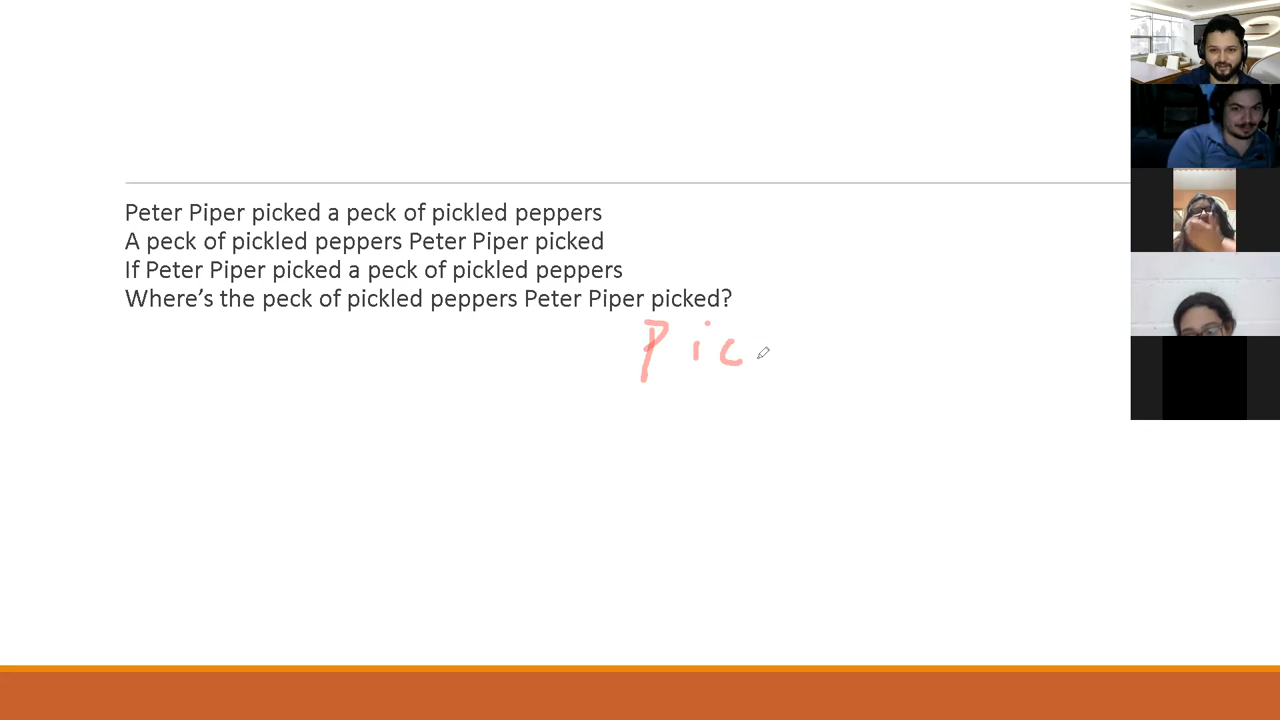 Peter Piper picked a peck of pickled peppers
A peck of pickled peppers Peter Piper picked
If Peter Piper picked a peck of pickled peppers
Where’s the peck of pickled peppers Peter Piper picked?
Pic